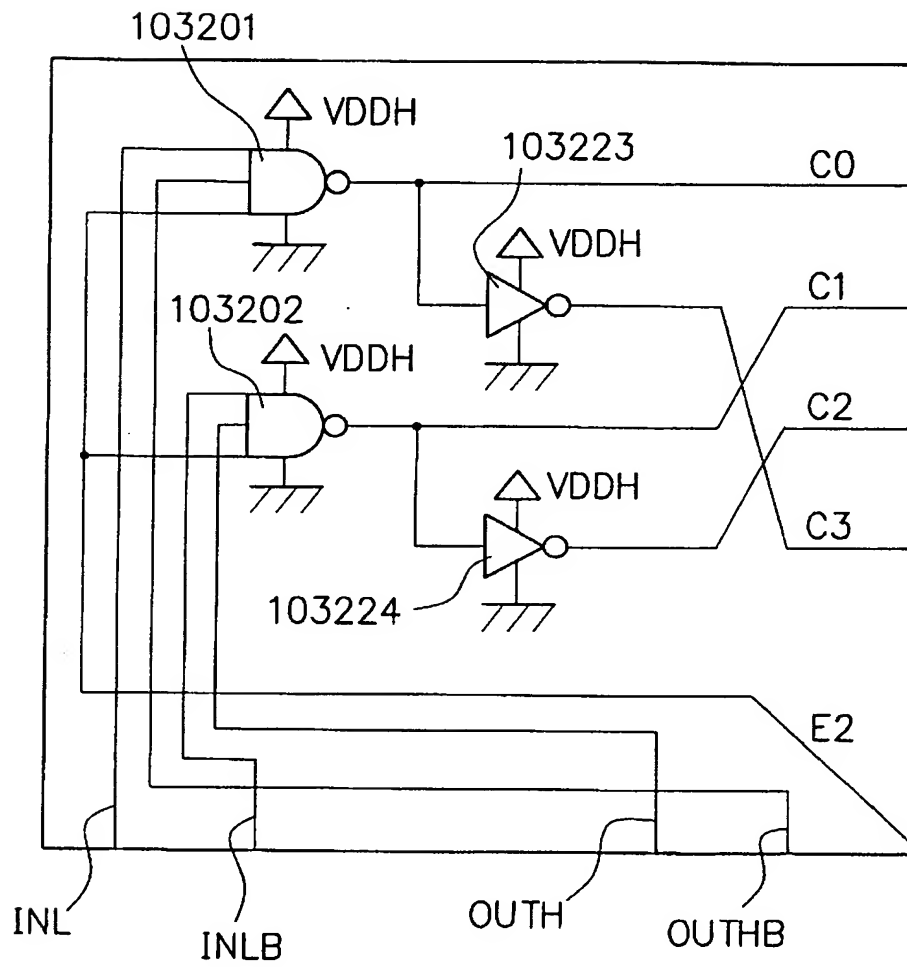 103201
VDDH
103223
C0
VDDH
C1
103202
VDDH
C2
VDDH
C3
103224
E2
INL
INLB
OUTH
OUTHB